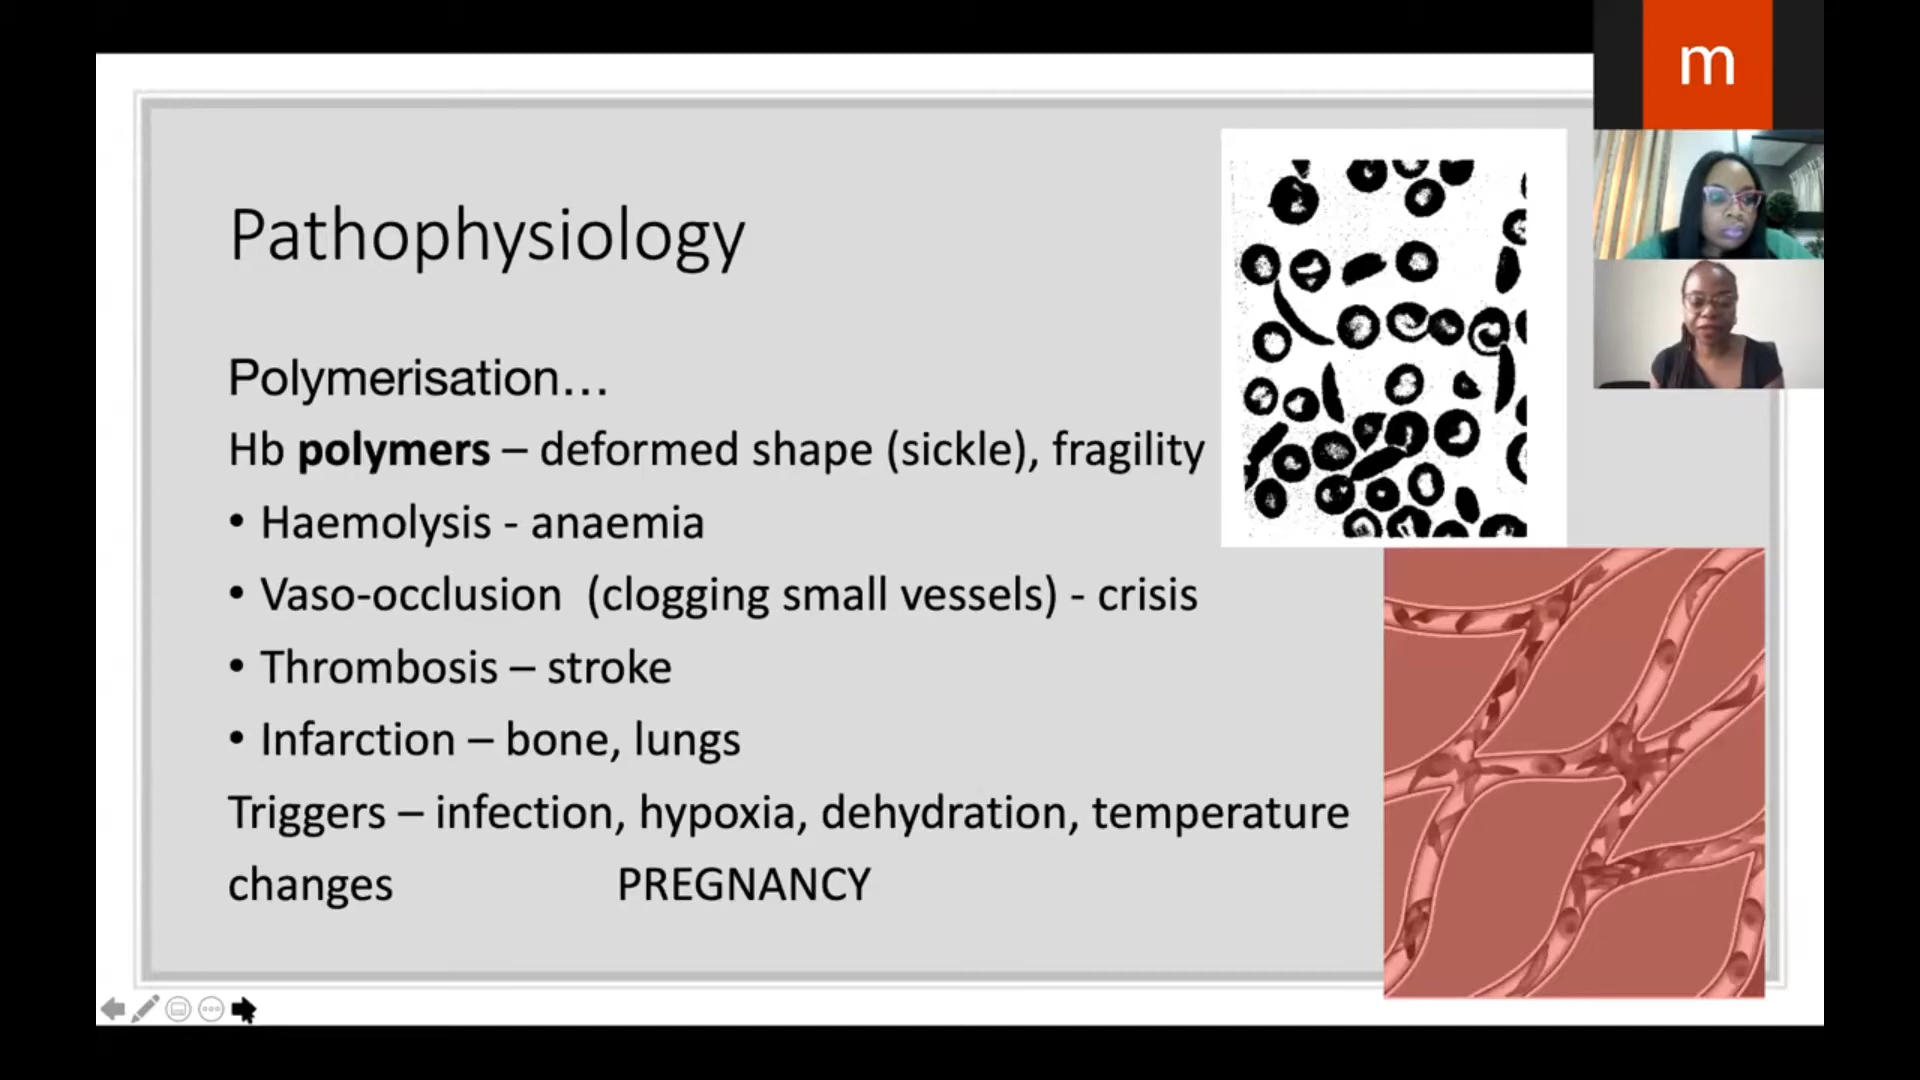 m
Pathophysiology
Polymerisation…
Hb polymers – deformed shape (sickle), fragility
• Haemolysis - anaemia
• Vaso-occlusion  (clogging small vessels) - crisis
• Thrombosis – stroke
• Infarction – bone, lungs
Triggers – infection, hypoxia, dehydration, temperature
changes PREGNANCY